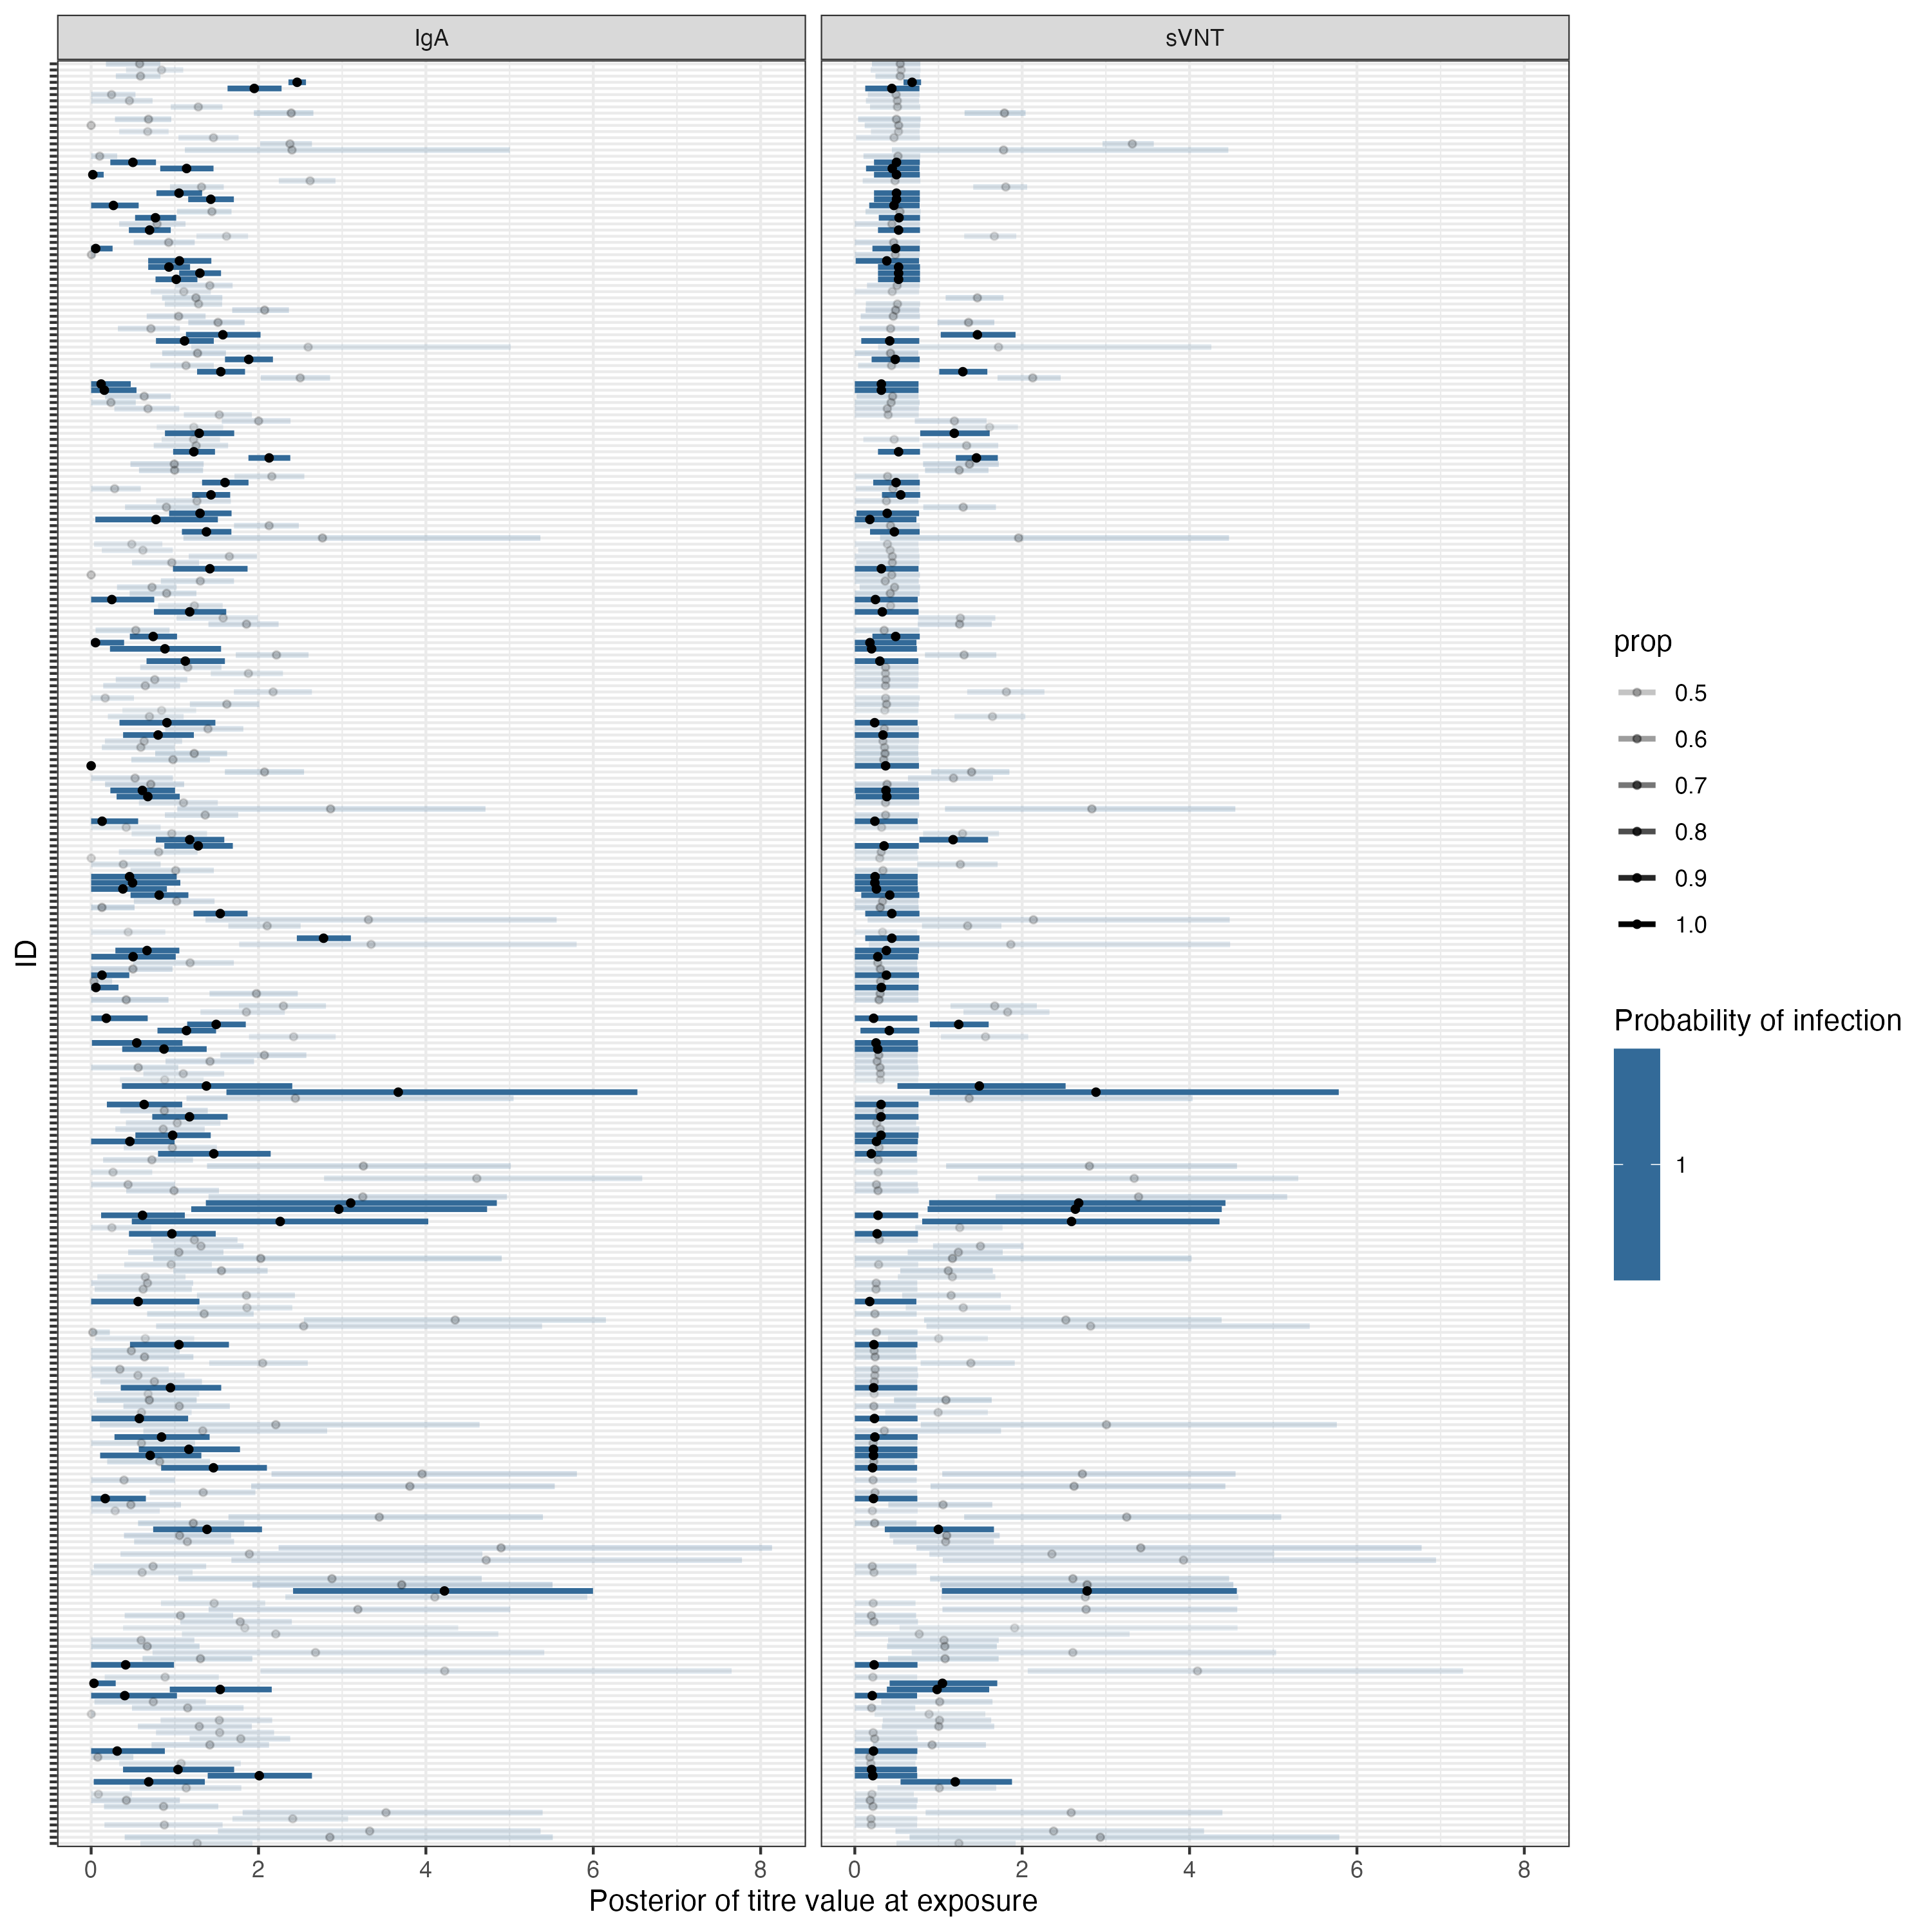 IgA
sVNT
ID
0
2
4
6
8
0
2
4
6
8
Posterior of titre value at exposure
prop
0.5
0.6
0.7
0.8
0.9
1.0
Probability of infection
1